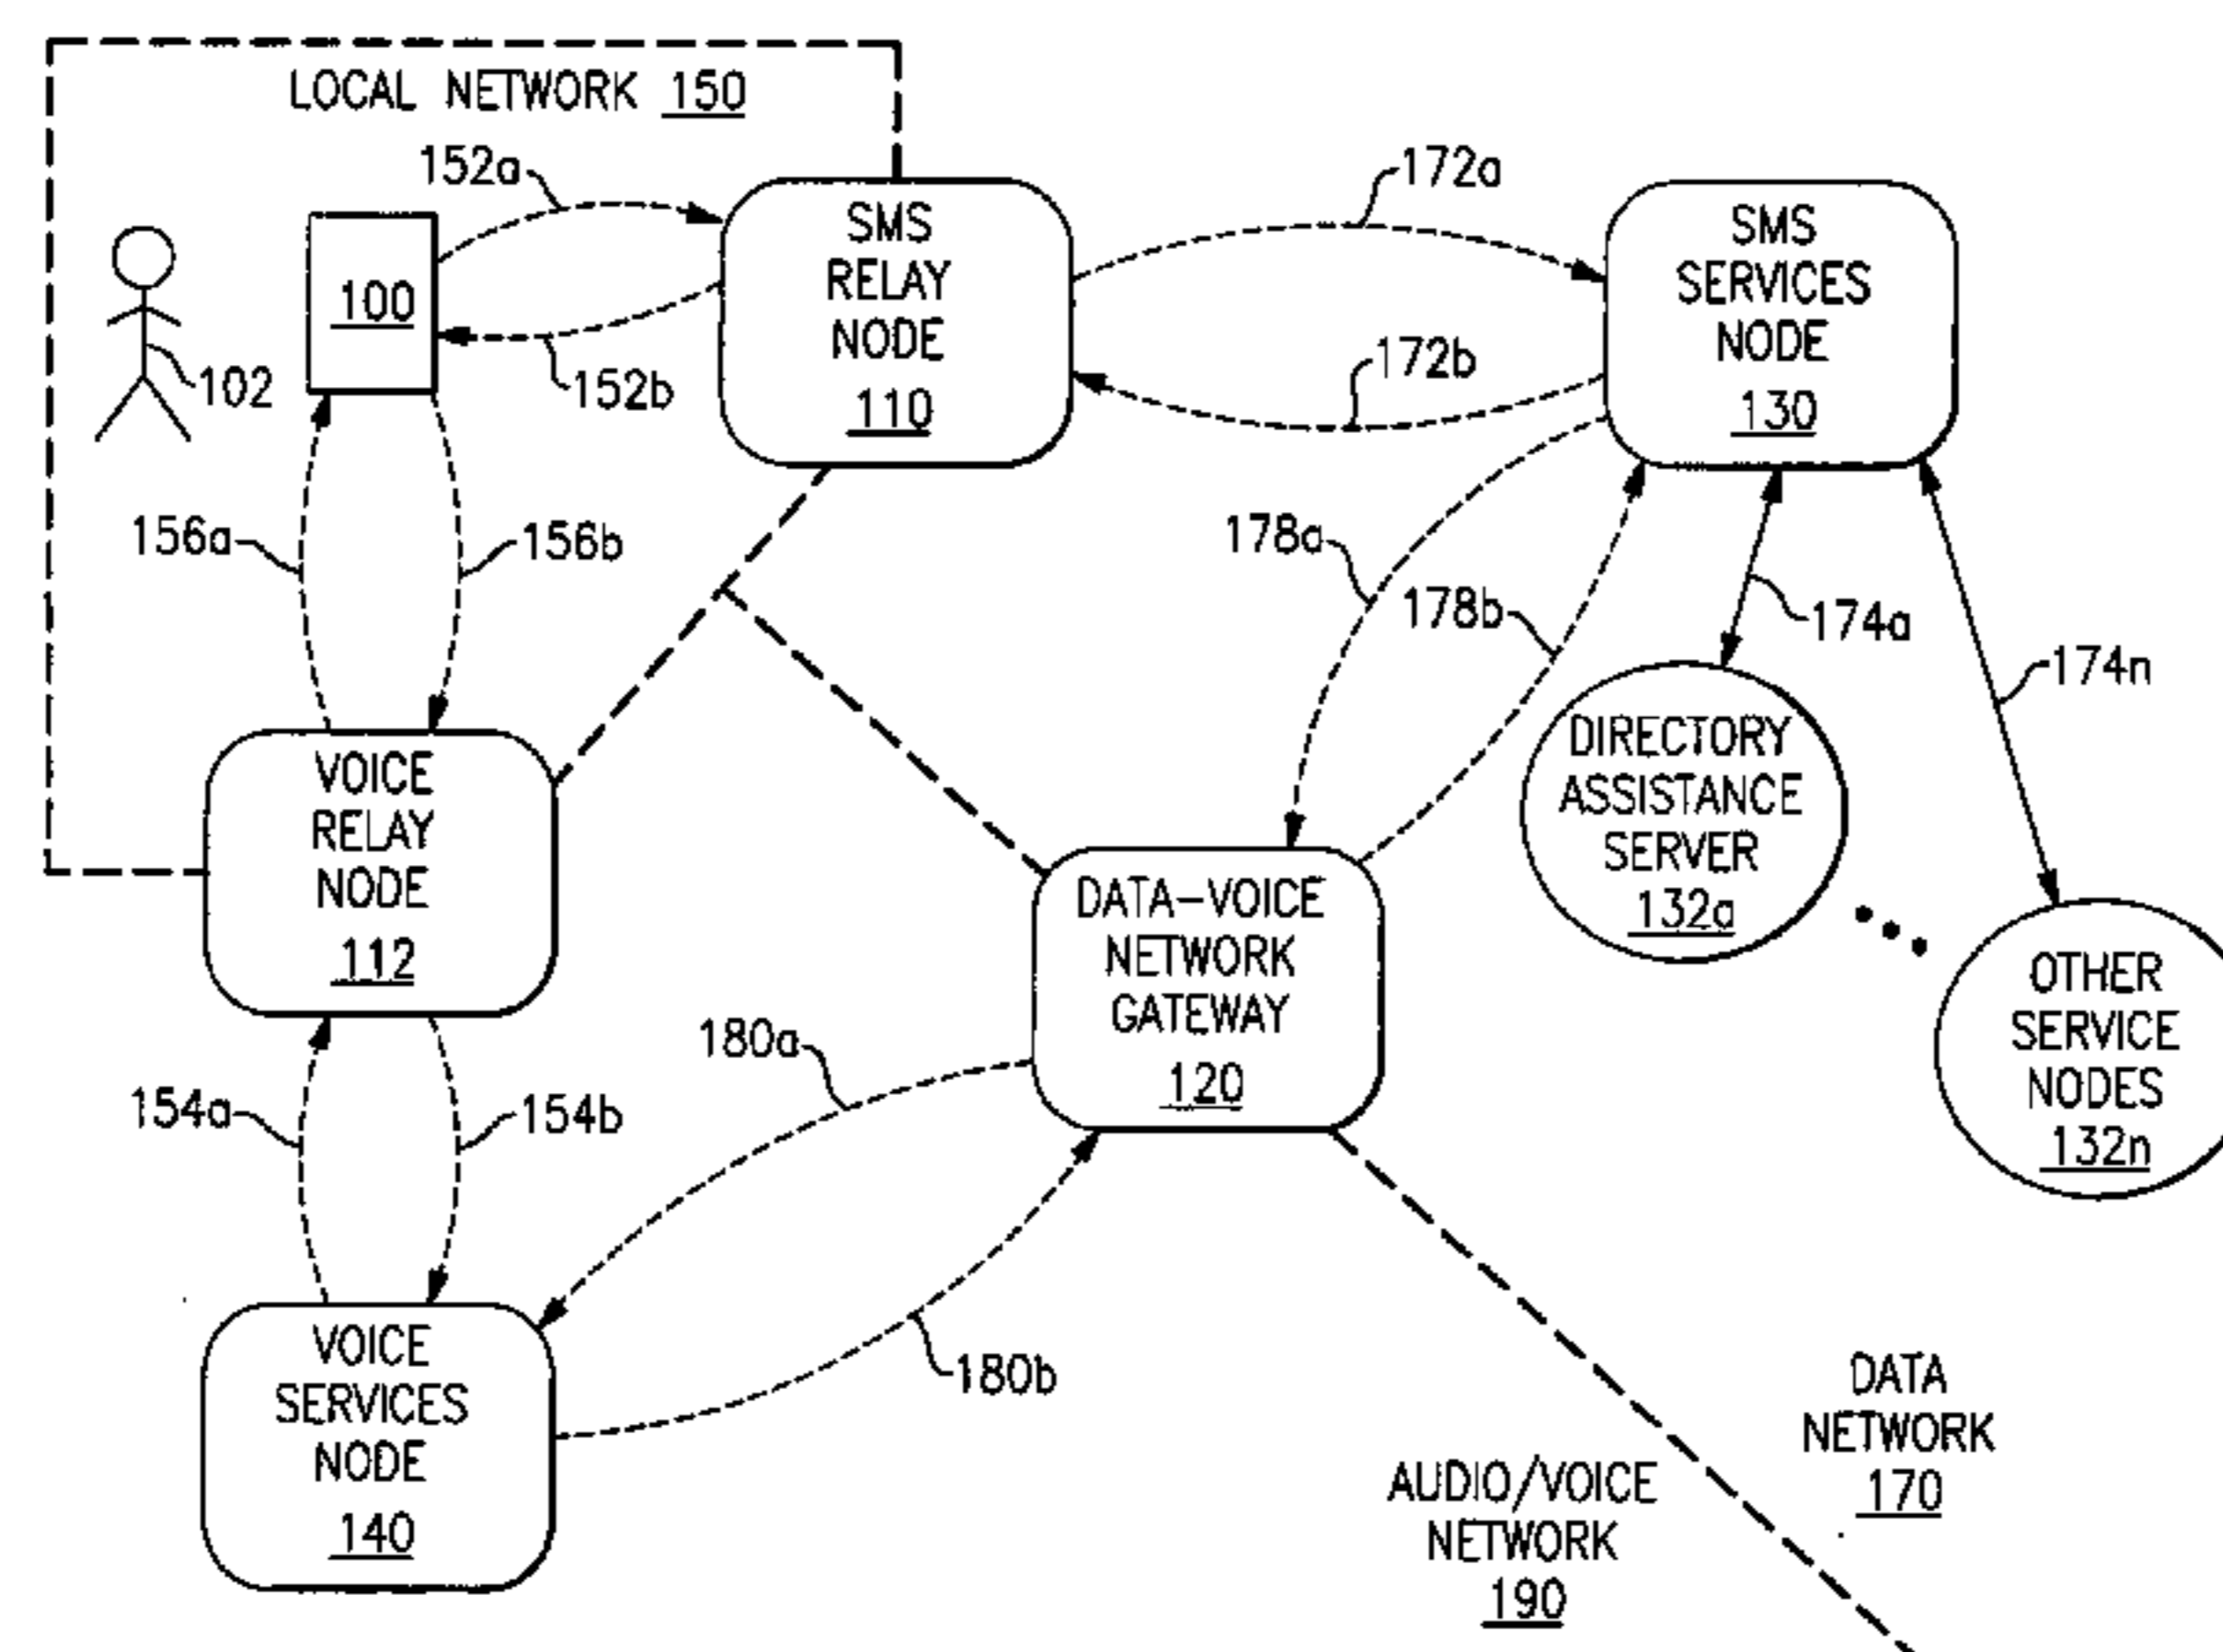 LOCAL NETWORK 150
152a
172a
SMS
RELAY
NODE
110
SMS
SERVICES
NODE
130
100
102
152b
172b
156a
156b
178a
178b
174a
174n
VOICE
RELAY
NODE
112
DIRECTORY
ASSISTANCE
SERVER
132a
DATA-VOICE
NETWORK
GATEWAY
120
OTHER
SERVICE
NODES
132n
180a
154a
154b
180b
VOICE
SERVICES
NODE
140
DATA
NETWORK
170
AUDIO/VOICE
NETWORK
190